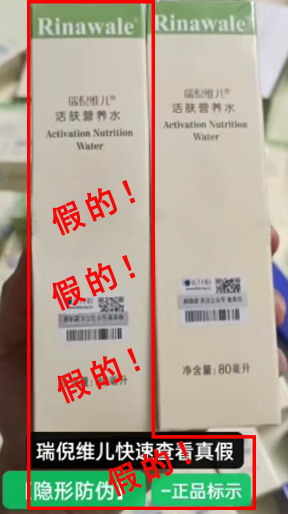 Rinawale®
Rinawale®
瑞倪维儿®
活肤营养水
Activation Nutrition
Water
瑞倪维儿®
活肤营养水
Activation Nutrition
Water
假的！
假的！
假的！
净含量：80毫升
瑞倪维儿快速查看真假
假的！
隐形防伪
-正品标示